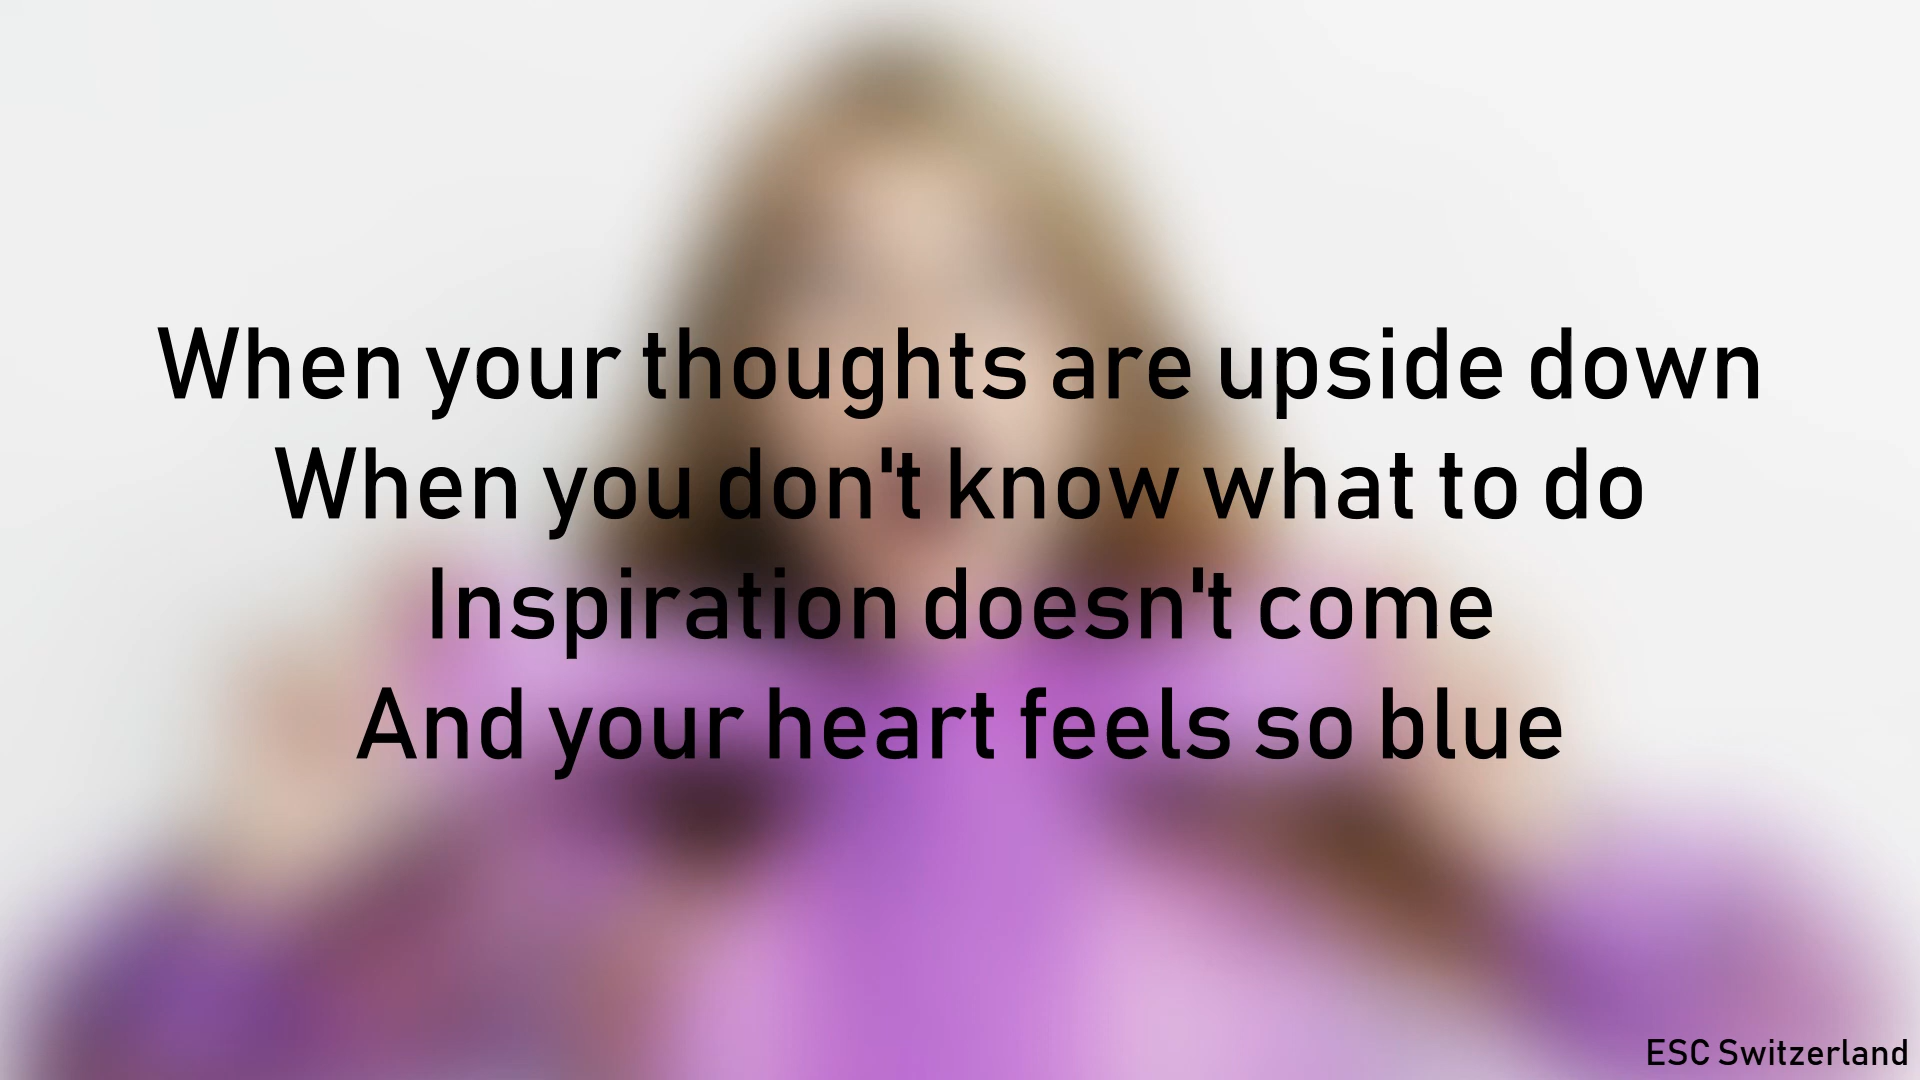 When your thoughts are upside down
When you don't know what to do
Inspiration doesn't come
And your heart feels so blue
ESC Switzerland